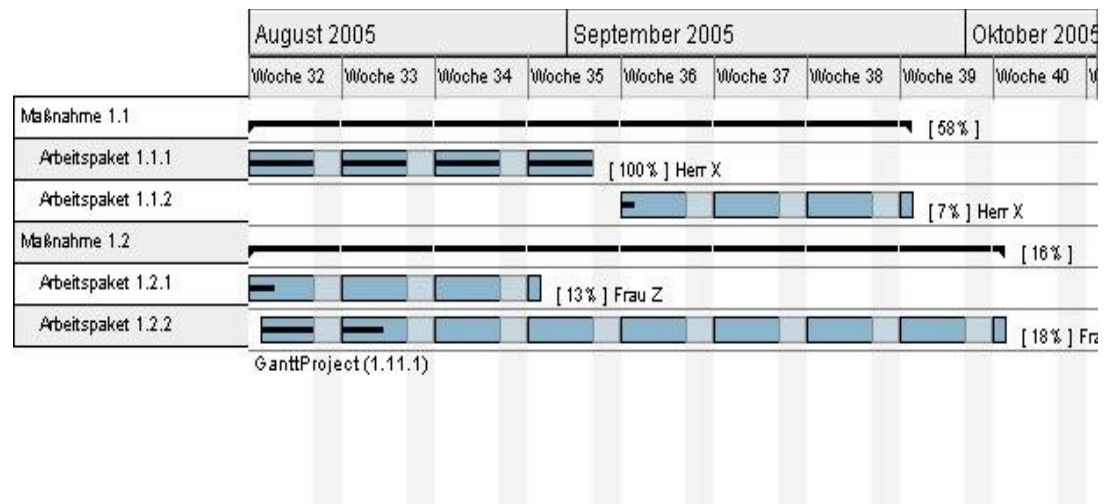 August 2005 September 2005 Oktober 2005
Woche 32 Woche 33 Woche 34 Woche 35 Woche 36 Woche 37 Woche 38 Woche 39 Woche 40
Maßnahme 1.1 [ 58% ]
Arbeitspaket 1.1.1 [ 100% ] Herr X
Arbeitspaket 1.1.2 [ 7% ] Herr X
Maßnahme 1.2 [ 16% ]
Arbeitspaket 1.2.1 [ 13% ] Frau Z
Arbeitspaket 1.2.2 [ 18% ]
GanttProject (1.11.1)